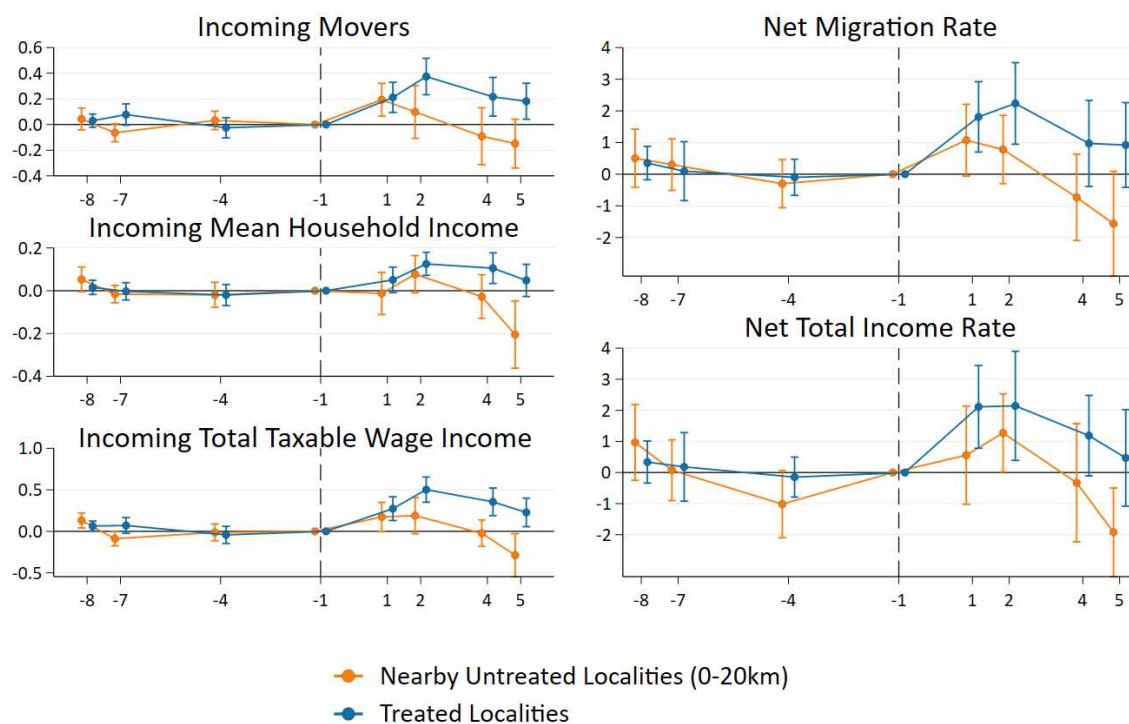 Incoming Movers
0.6
0.4
0.2
0.0
-0.2
-0.4
-8 -7 -4 -1 1 2 4 5
Incoming Mean Household Income
0.2
0.0
-0.2
-0.4
-8 -7 -4 -1 1 2 4 5
Incoming Total Taxable Wage Income
1.0
0.5
0.0
-0.5
-8 -7 -4 -1 1 2 4 5
Net Migration Rate
4
3
2
1
0
-1
-2
-8 -7 -4 -1 1 2 4 5
Net Total Income Rate
4
3
2
1
0
-1
-2
-8 -7 -4 -1 1 2 4 5
Nearby Untreated Localities (0-20km)
Treated Localities